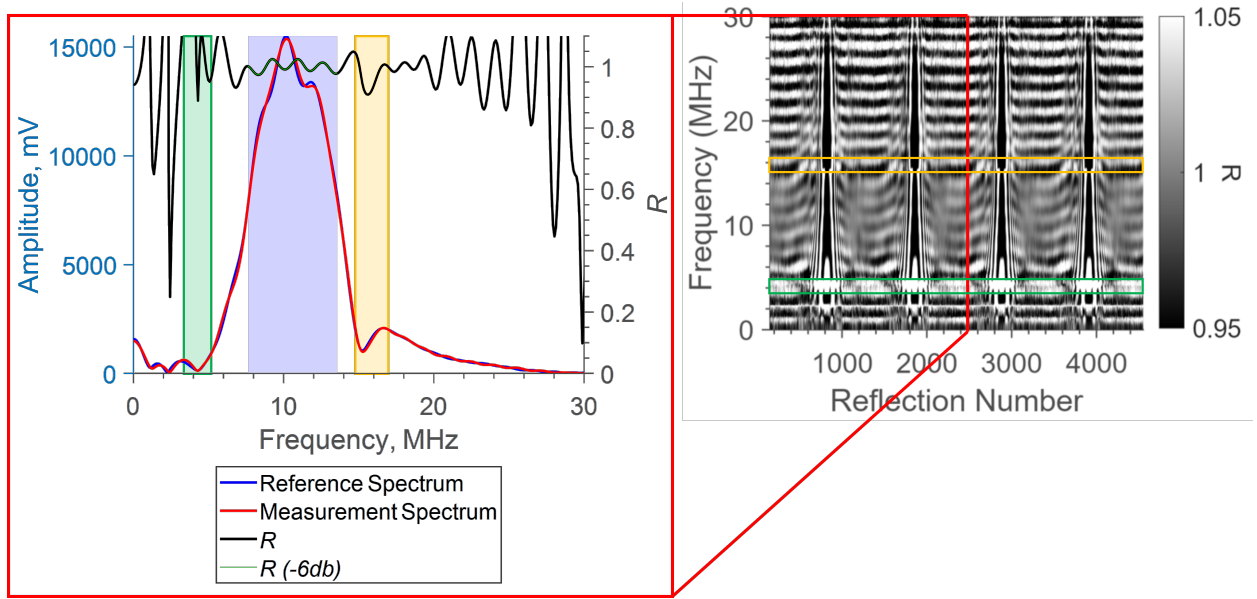 15000
10000
5000
0
Amplitude, mV
1
0.8
0.6
0.4
0.2
0
R
0
10
20
30
Frequency, MHz
Reference Spectrum
Measurement Spectrum
R
R (-6db)
30
20
10
0
Frequency (MHz)
1000
2000
3000
4000
Reflection Number
1.05
1
0.95
R